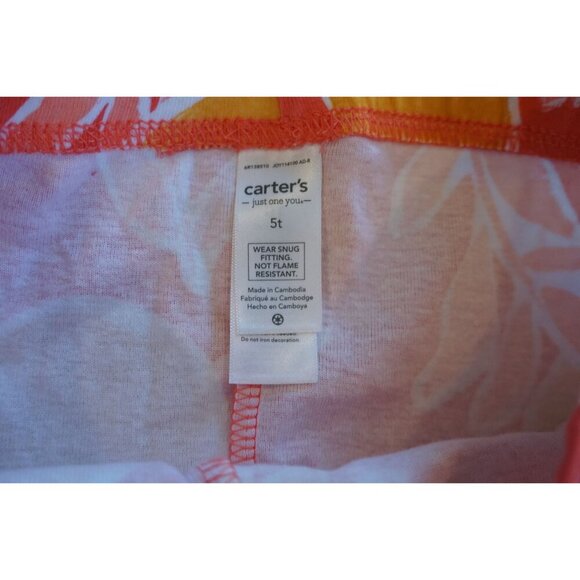 carter's
just one you.
5t
WEAR SNUG
FITTING.
NOT FLAME
RESISTANT.
Made in Cambodia
Fabriqué au Cambodge
Hecho en Camboya
Do not iron decoration.